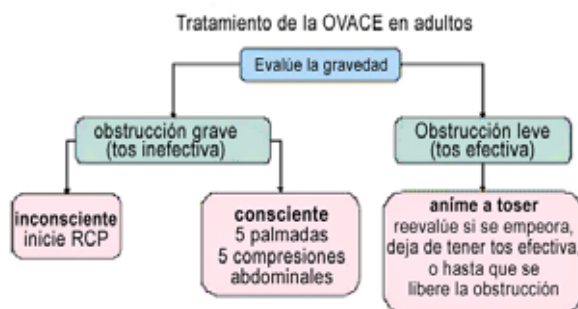 Tratamiento de la OVACE en adultos
Evalúe la gravedad
obstrucción grave
(tos inefectiva)
Obstrucción leve
(tos efectiva)
inconsciente
inicie RCP
consciente
5 palmadas
5 compresiones
abdominales
anime a toser
reevalúe si se empeora,
deja de tener tos efectiva,
o hasta que se
libere la obstrucción